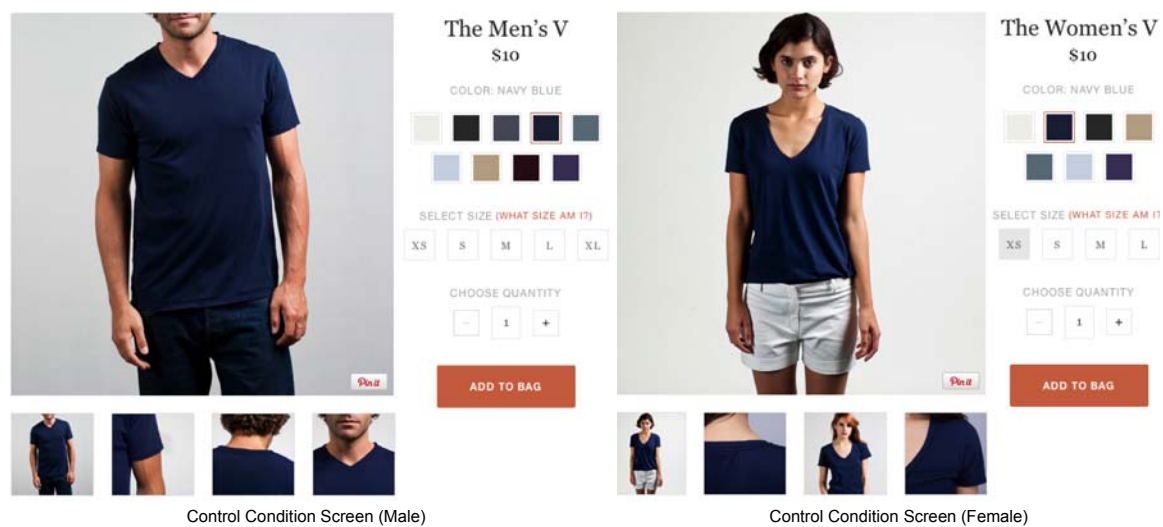 The Men's V
$10
COLOR: NAVY BLUE
SELECT SIZE (WHAT SIZE AM I?)
XS S M L XL
CHOOSE QUANTITY
− 1 +
ADD TO BAG
Pin it
Control Condition Screen (Male)
The Women's V
$10
COLOR: NAVY BLUE
SELECT SIZE (WHAT SIZE AM I?
XS S M L
CHOOSE QUANTITY
− 1 +
ADD TO BAG
Pin it
Control Condition Screen (Female)